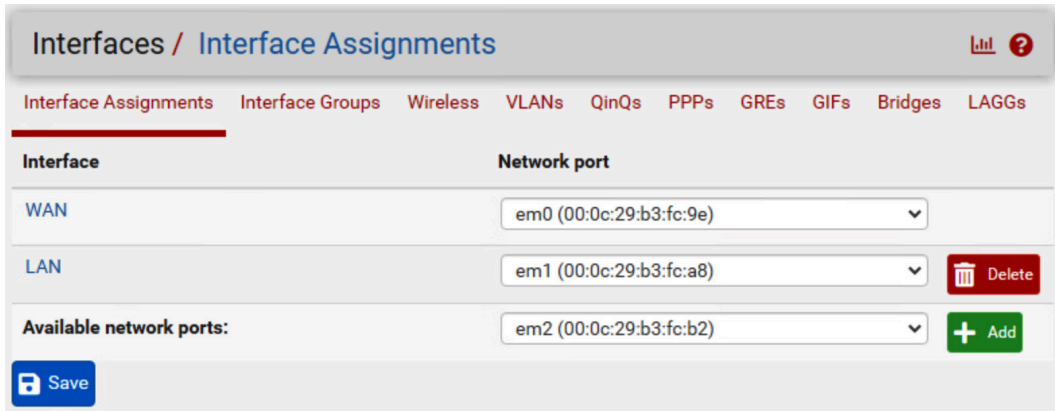 Interfaces / Interface Assignments
Interface Assignments Interface Groups Wireless VLANs QinQs PPPs GREs GIFs Bridges LAGGs
Interface Network port
WAN em0 (00:0c:29:b3:fc:9e)
LAN em1 (00:0c:29:b3:fc:a8) Delete
Available network ports: em2 (00:0c:29:b3:fc:b2) Add
Save